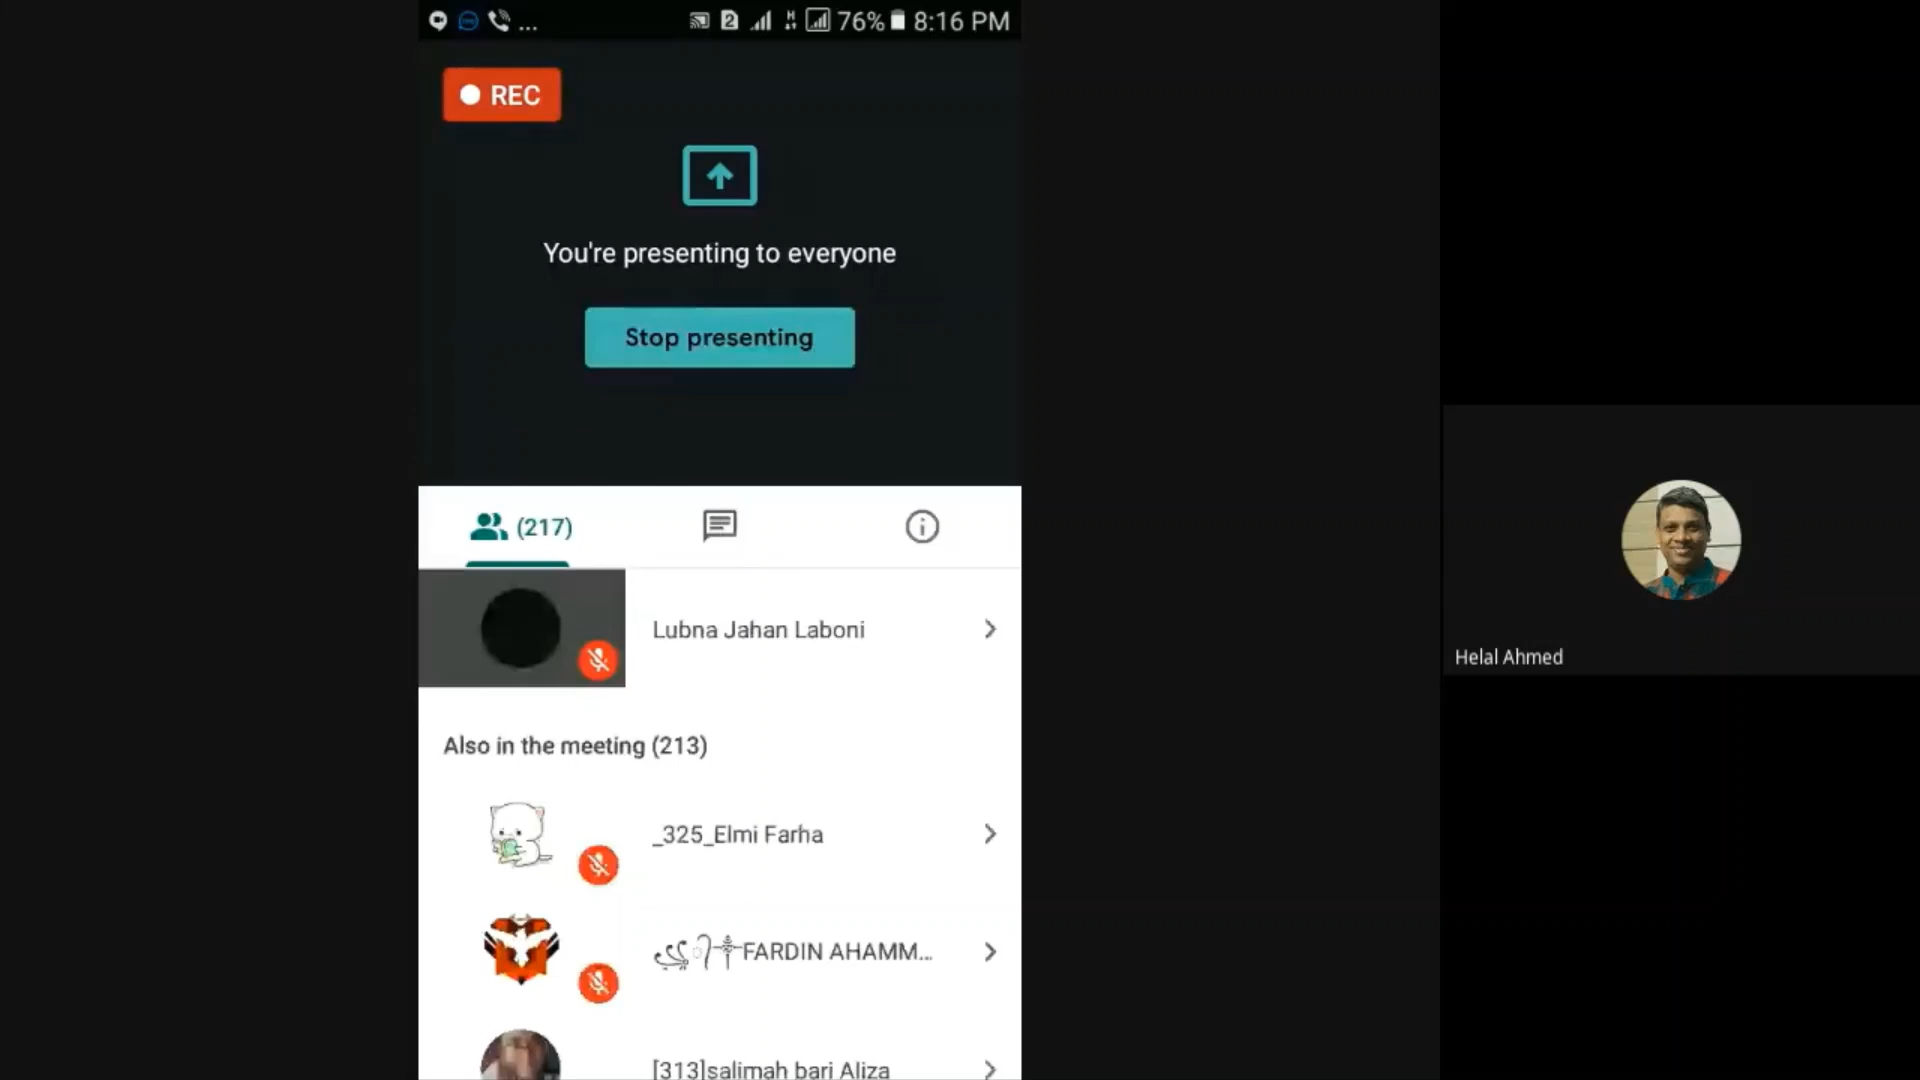 ... 2 H 76% 8:16 PM
REC
You're presenting to everyone
Stop presenting
(217)
Lubna Jahan Laboni
Helal Ahmed
Also in the meeting (213)
_325_Elmi Farha
FARDIN AHAMM...
[313]salimah bari Aliza